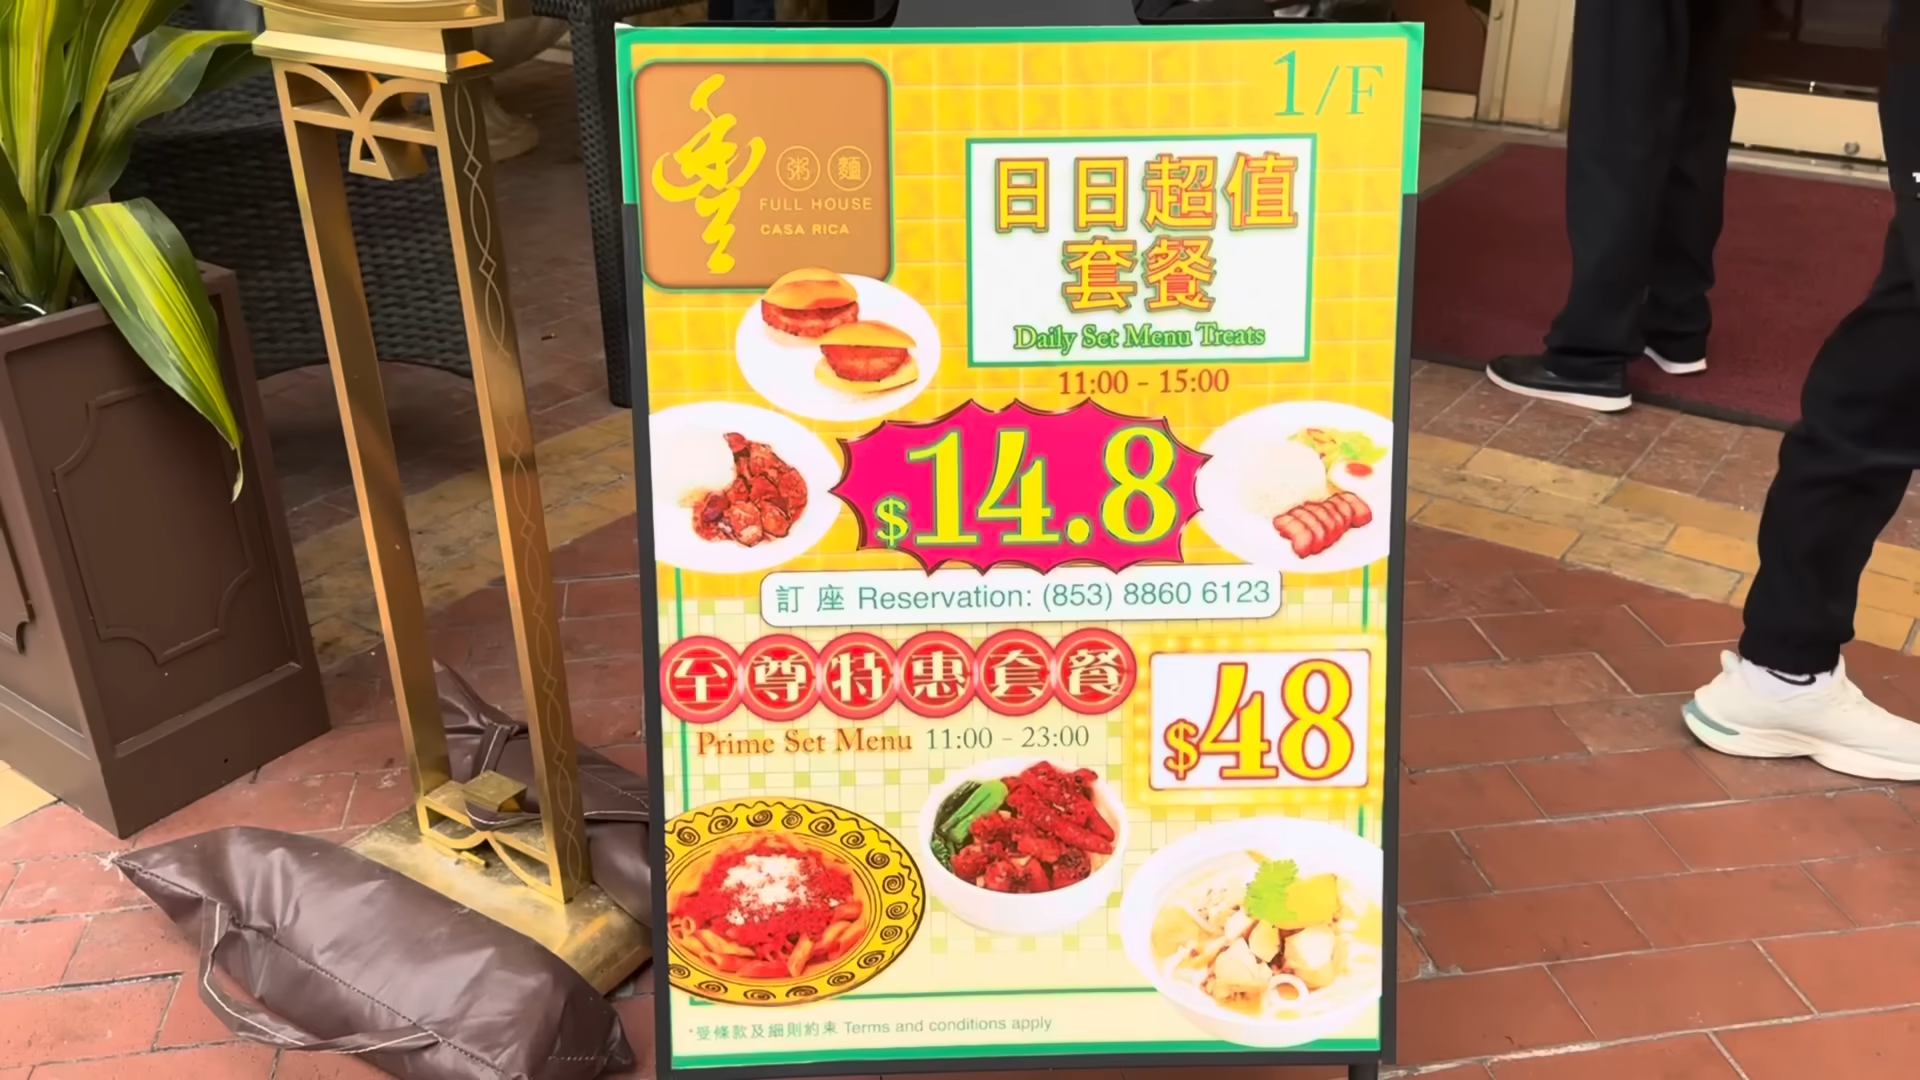 豐
粥 麵
FULL HOUSE
CASA RICA
1/F
日日超值
套餐
Daily Set Menu Treats
11:00 - 15:00
$14.8
訂座 Reservation: (853) 8860 6123
至尊特惠套餐
$48
Prime Set Menu 11:00 - 23:00
*受條款及細則約束 Terms and conditions apply